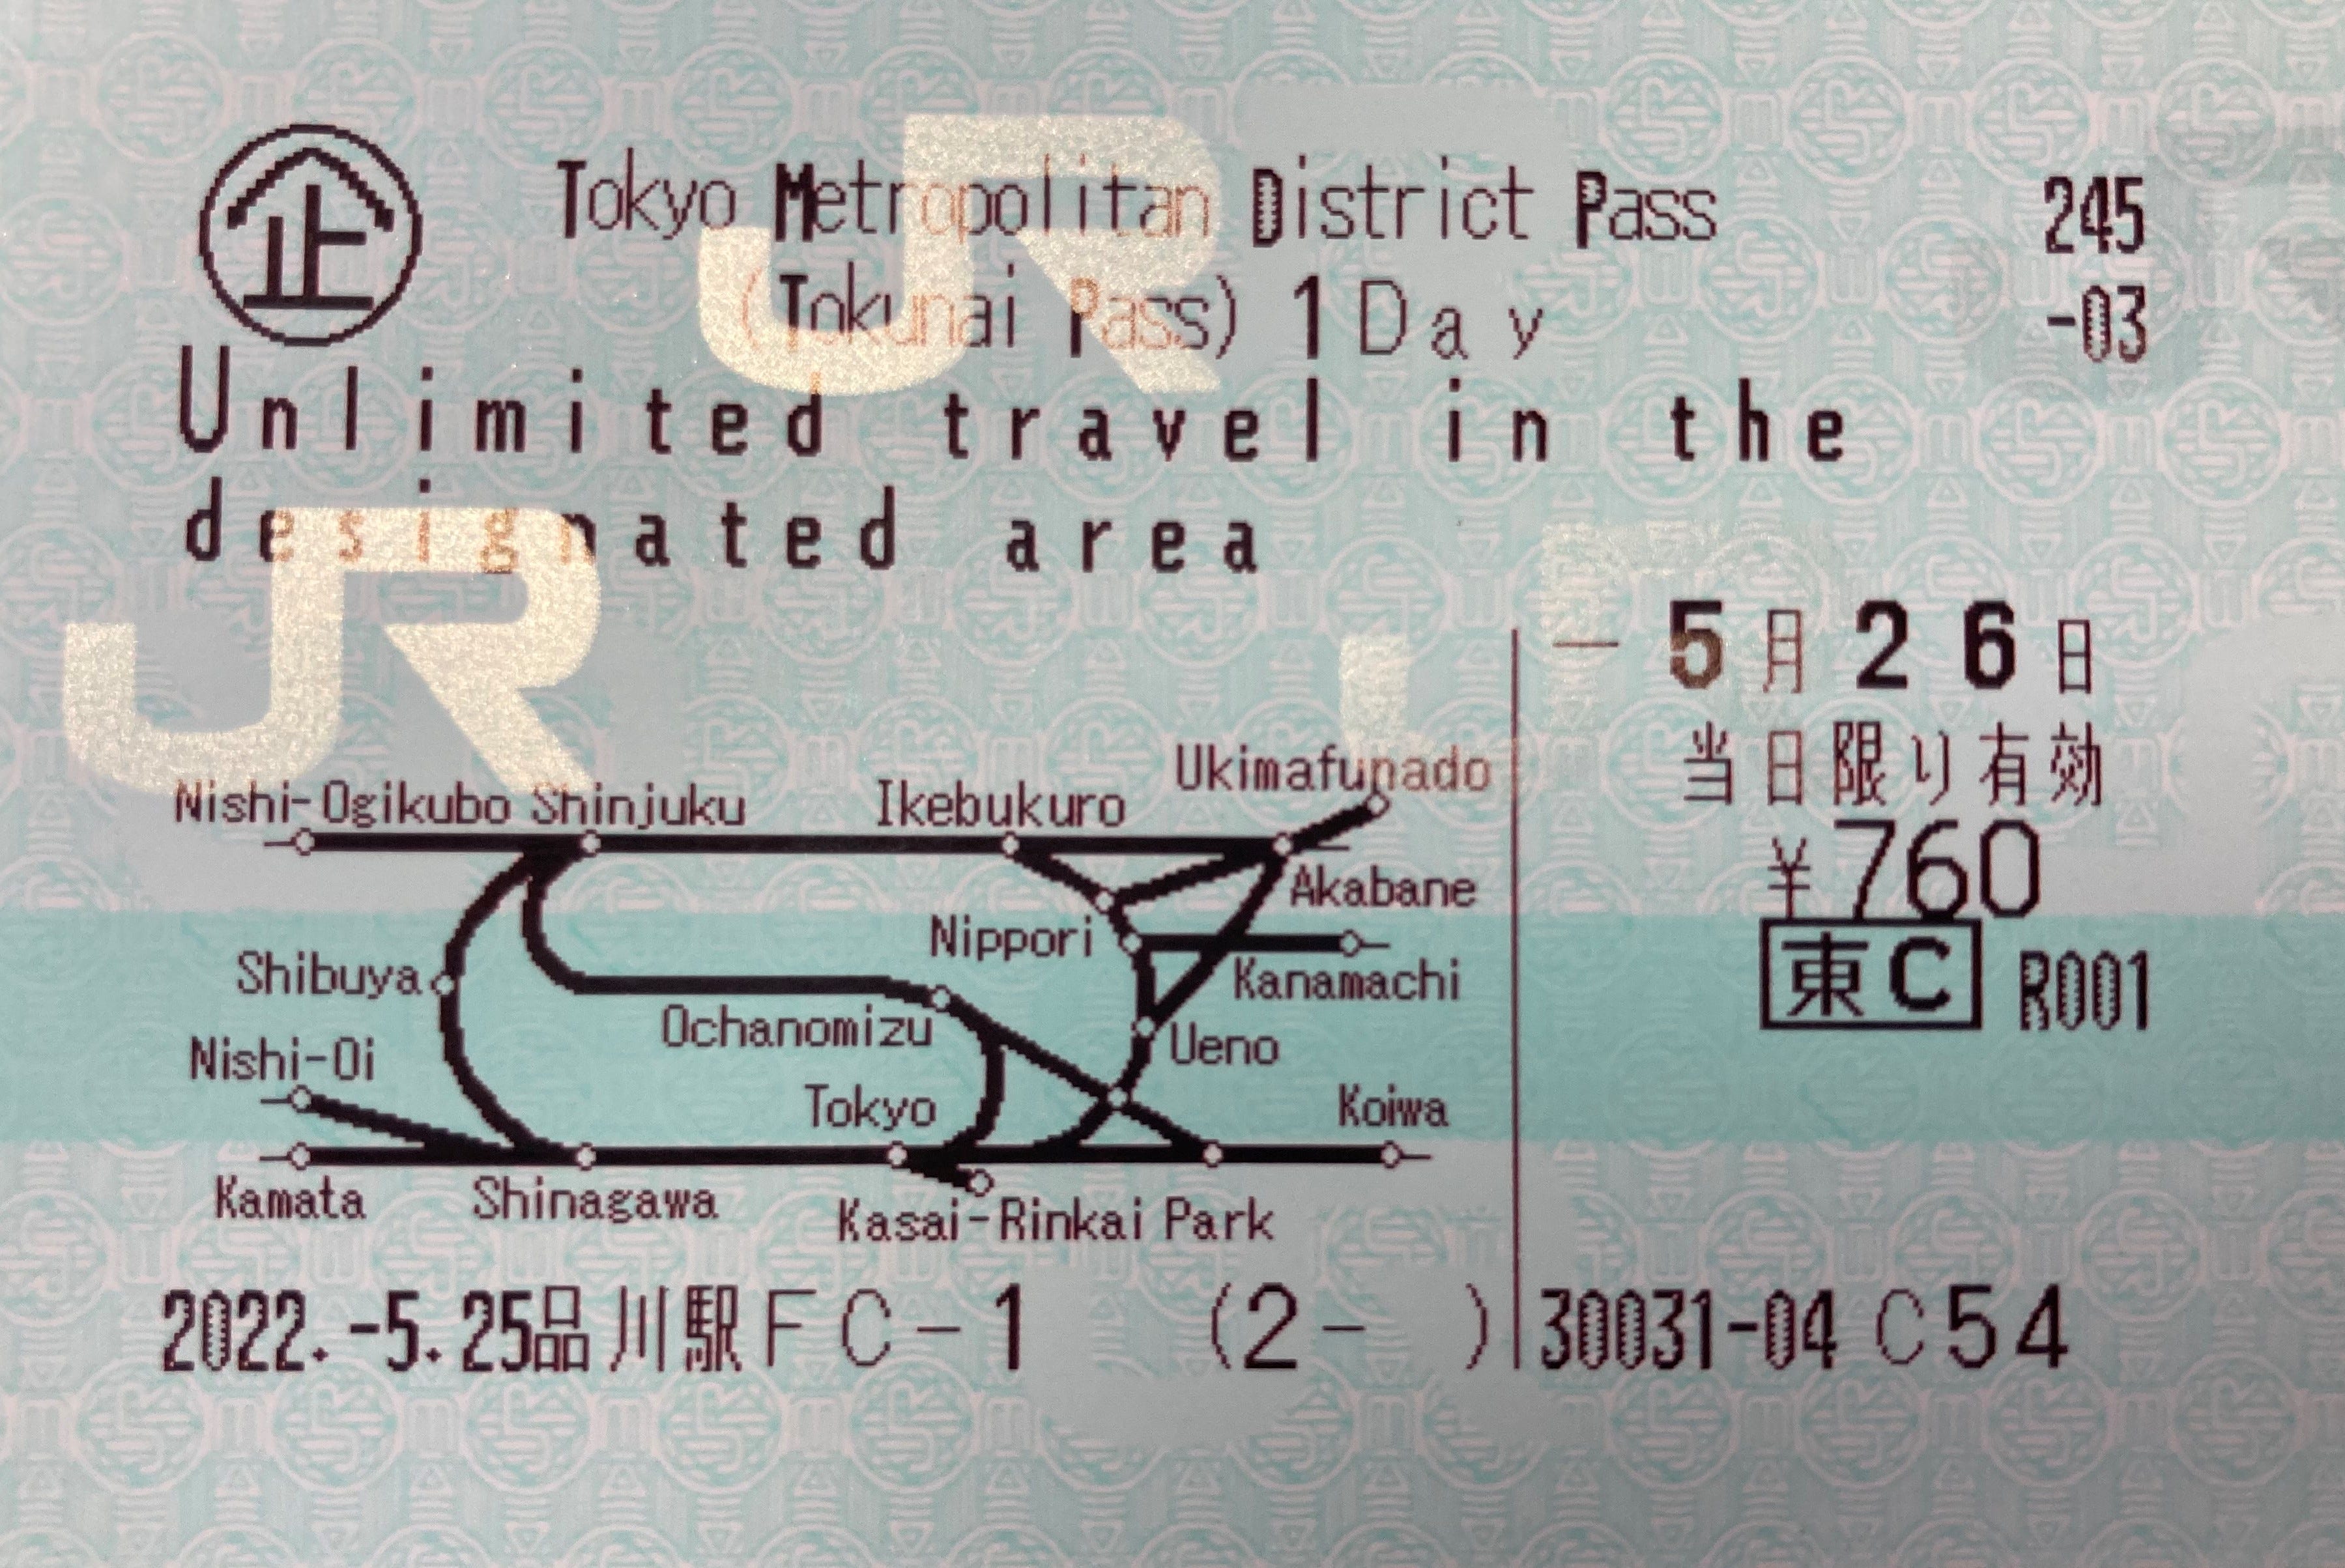 企 Tokyo Metropolitan District Pass 245
(Tokunai Pass) 1Day -03
Unlimited travel in the
designated area
JR
JR
- 5月26日
当日限り有効
¥760
東C R001
Ukimafunado
Nishi-Ogikubo Shinjuku Ikebukuro
Akabane
Nippori
Shibuya Kanamachi
Ochanomizu
Nishi-Oi Ueno
Tokyo Koiwa
Kamata Shinagawa
Kasai-Rinkai Park
2022.-5.25品川駅FC-1 (2- ) 30031-04 C54